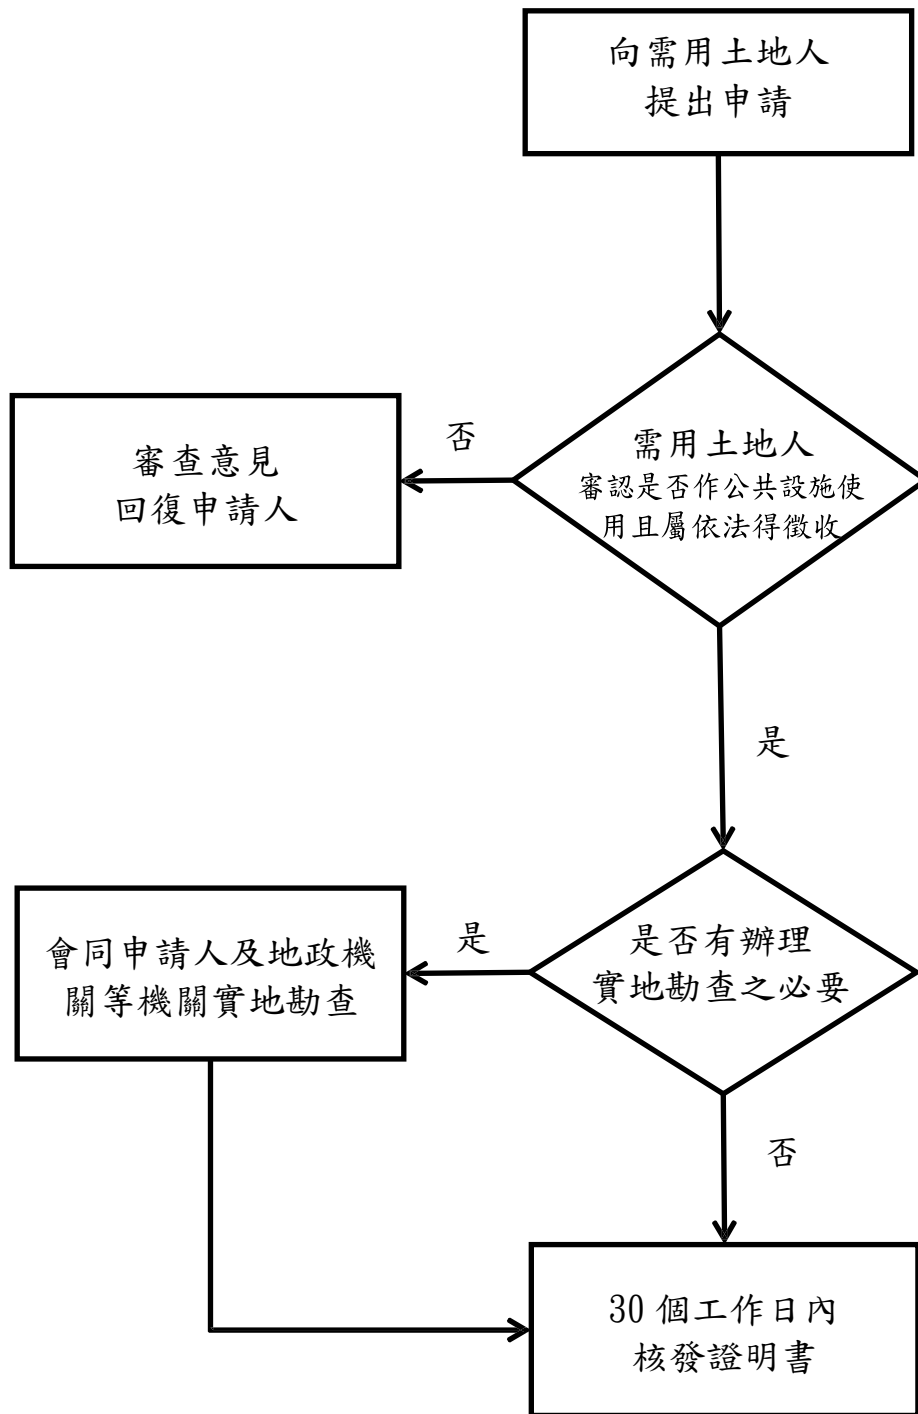 向需用土地人
提出申請
否
審查意見
回復申請人
需用土地人
審認是否作公共設施使
用且屬依法得徵收
是
是否有辦理
實地勘查之必要
是
會同申請人及地政機
關等機關實地勘查
否
30 個工作日內
核發證明書